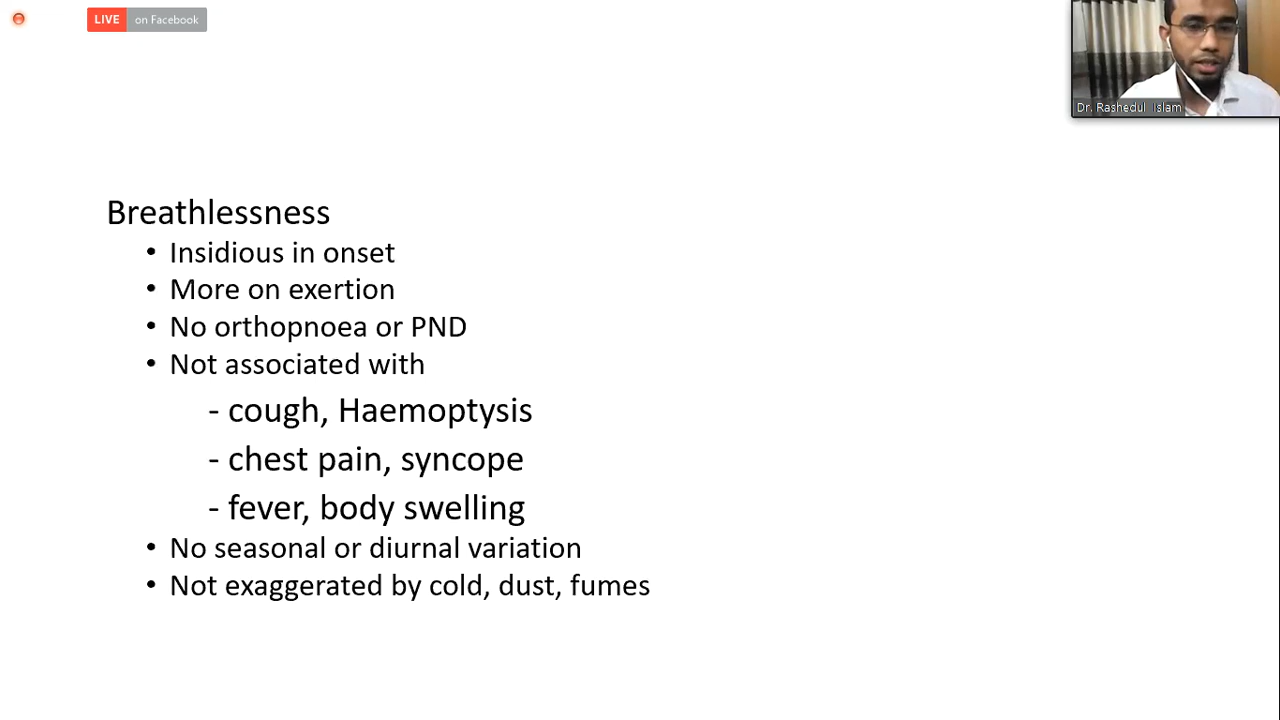 LIVE on Facebook
Dr. Rashedul Islam
Breathlessness
• Insidious in onset
• More on exertion
• No orthopnoea or PND
• Not associated with
- cough, Haemoptysis
- chest pain, syncope
- fever, body swelling
• No seasonal or diurnal variation
• Not exaggerated by cold, dust, fumes